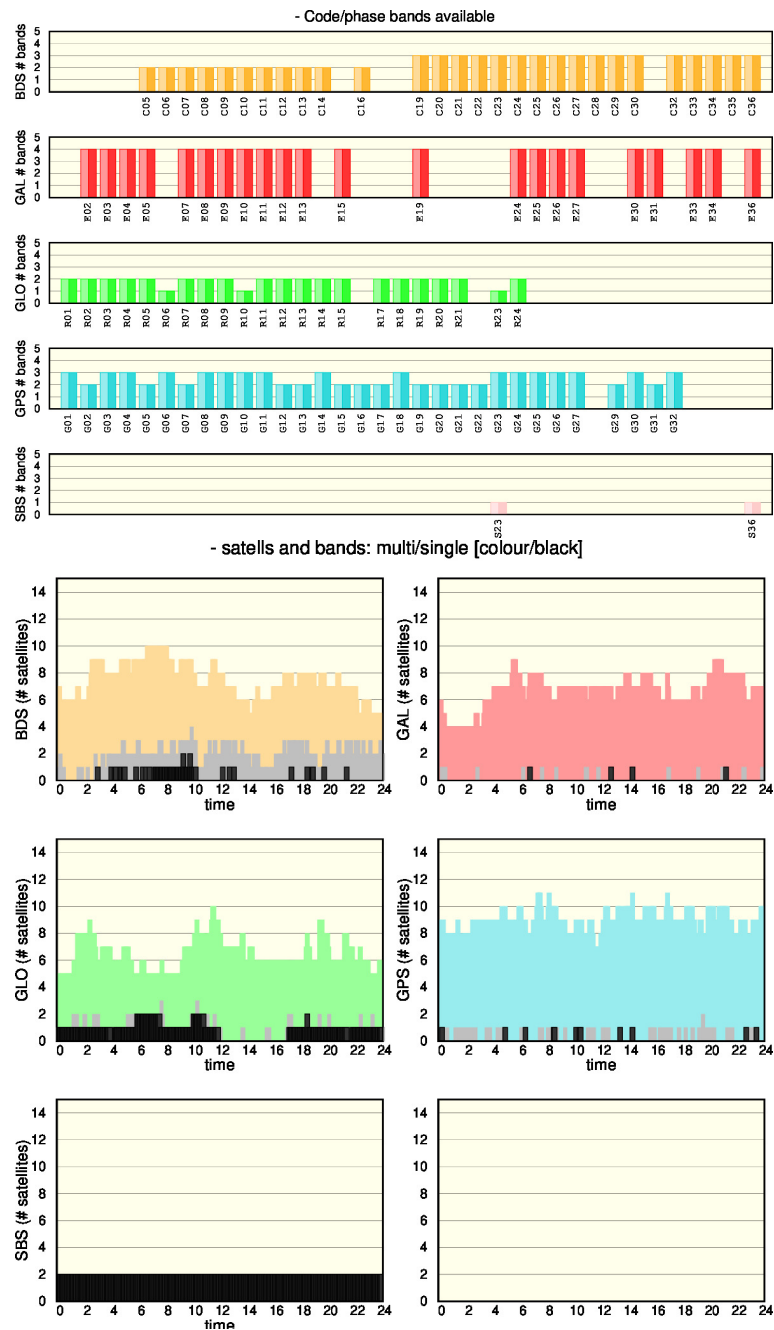 - Code/phase bands available
BDS # bands
5
4
3
2
1
0
C05 C06 C07 C08 C09 C10 C11 C12 C13 C14 C16 C19 C20 C21 C22 C23 C24 C25 C26 C27 C28 C29 C30 C32 C33 C34 C35 C36
GAL # bands
5
4
3
2
1
0
E02 E03 E04 E05 E07 E08 E09 E10 E11 E12 E13 E15 E19 E24 E25 E26 E27 E30 E31 E33 E34 E36
GLO # bands
5
4
3
2
1
0
R01 R02 R03 R04 R05 R06 R07 R08 R09 R10 R11 R12 R13 R14 R15 R17 R18 R19 R20 R21 R23 R24
GPS # bands
5
4
3
2
1
0
G01 G02 G03 G04 G05 G06 G07 G08 G09 G10 G11 G12 G13 G14 G15 G16 G17 G18 G19 G20 G21 G22 G23 G24 G25 G26 G27 G29 G30 G31 G32
SBS # bands
5
4
3
2
1
0
S23 S36
- satells and bands: multi/single [colour/black]
BDS (# satellites)
14
12
10
8
6
4
2
0
0 2 4 6 8 10 12 14 16 18 20 22 24
time
GAL (# satellites)
14
12
10
8
6
4
2
0
0 2 4 6 8 10 12 14 16 18 20 22 24
time
GLO (# satellites)
14
12
10
8
6
4
2
0
0 2 4 6 8 10 12 14 16 18 20 22 24
time
GPS (# satellites)
14
12
10
8
6
4
2
0
0 2 4 6 8 10 12 14 16 18 20 22 24
time
SBS (# satellites)
14
12
10
8
6
4
2
0
0 2 4 6 8 10 12 14 16 18 20 22 24
time
14
12
10
8
6
4
2
0
0 2 4 6 8 10 12 14 16 18 20 22 24